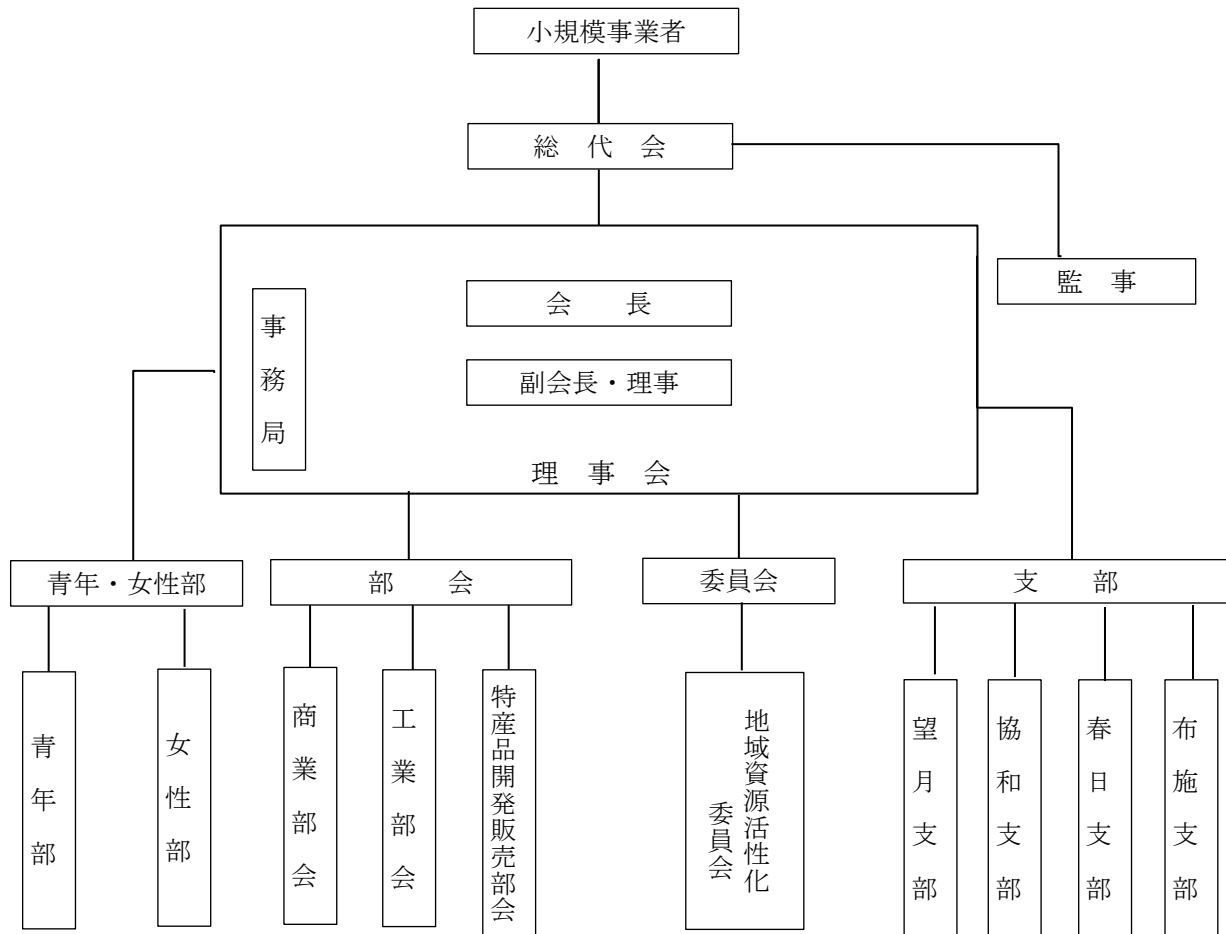 小規模事業者
総　代　会
監　事
会　　長
事務局
副会長・理事
理　事　会
青年・女性部
部　　会
委員会
支　　部
青年部
女性部
商業部会
工業部会
特産品開発販売部会
地域資源活性化
委員会
望月支部
協和支部
春日支部
布施支部